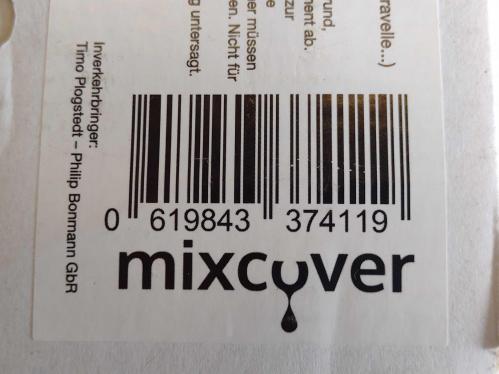 ravelle...)
rund,
ment ab.
zur
e
er müssen
en. Nicht für
g untersagt.
Inverkehrbringer:
Timo Plogstedt – Philip Bonmann GbR
0 619843 374119
mixcover